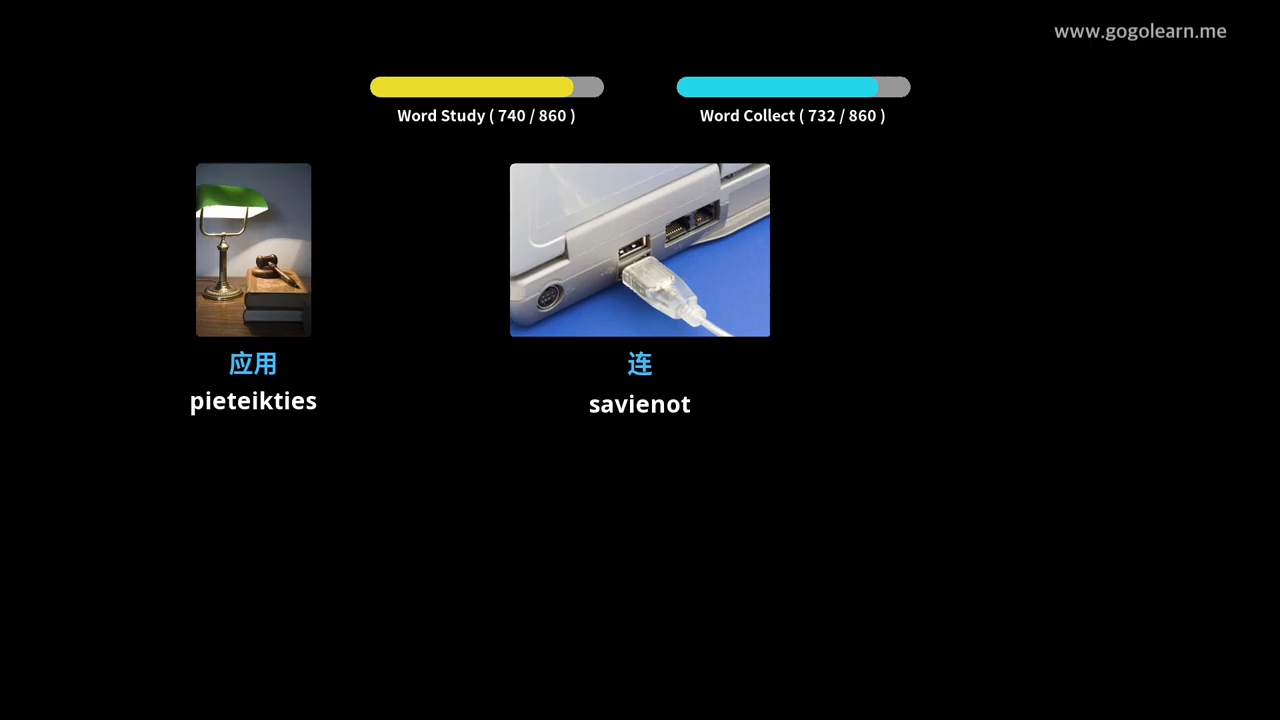 www.gogolearn.me
Word Study ( 740 / 860 )
Word Collect ( 732 / 860 )
应用
pieteikties
连
savienot